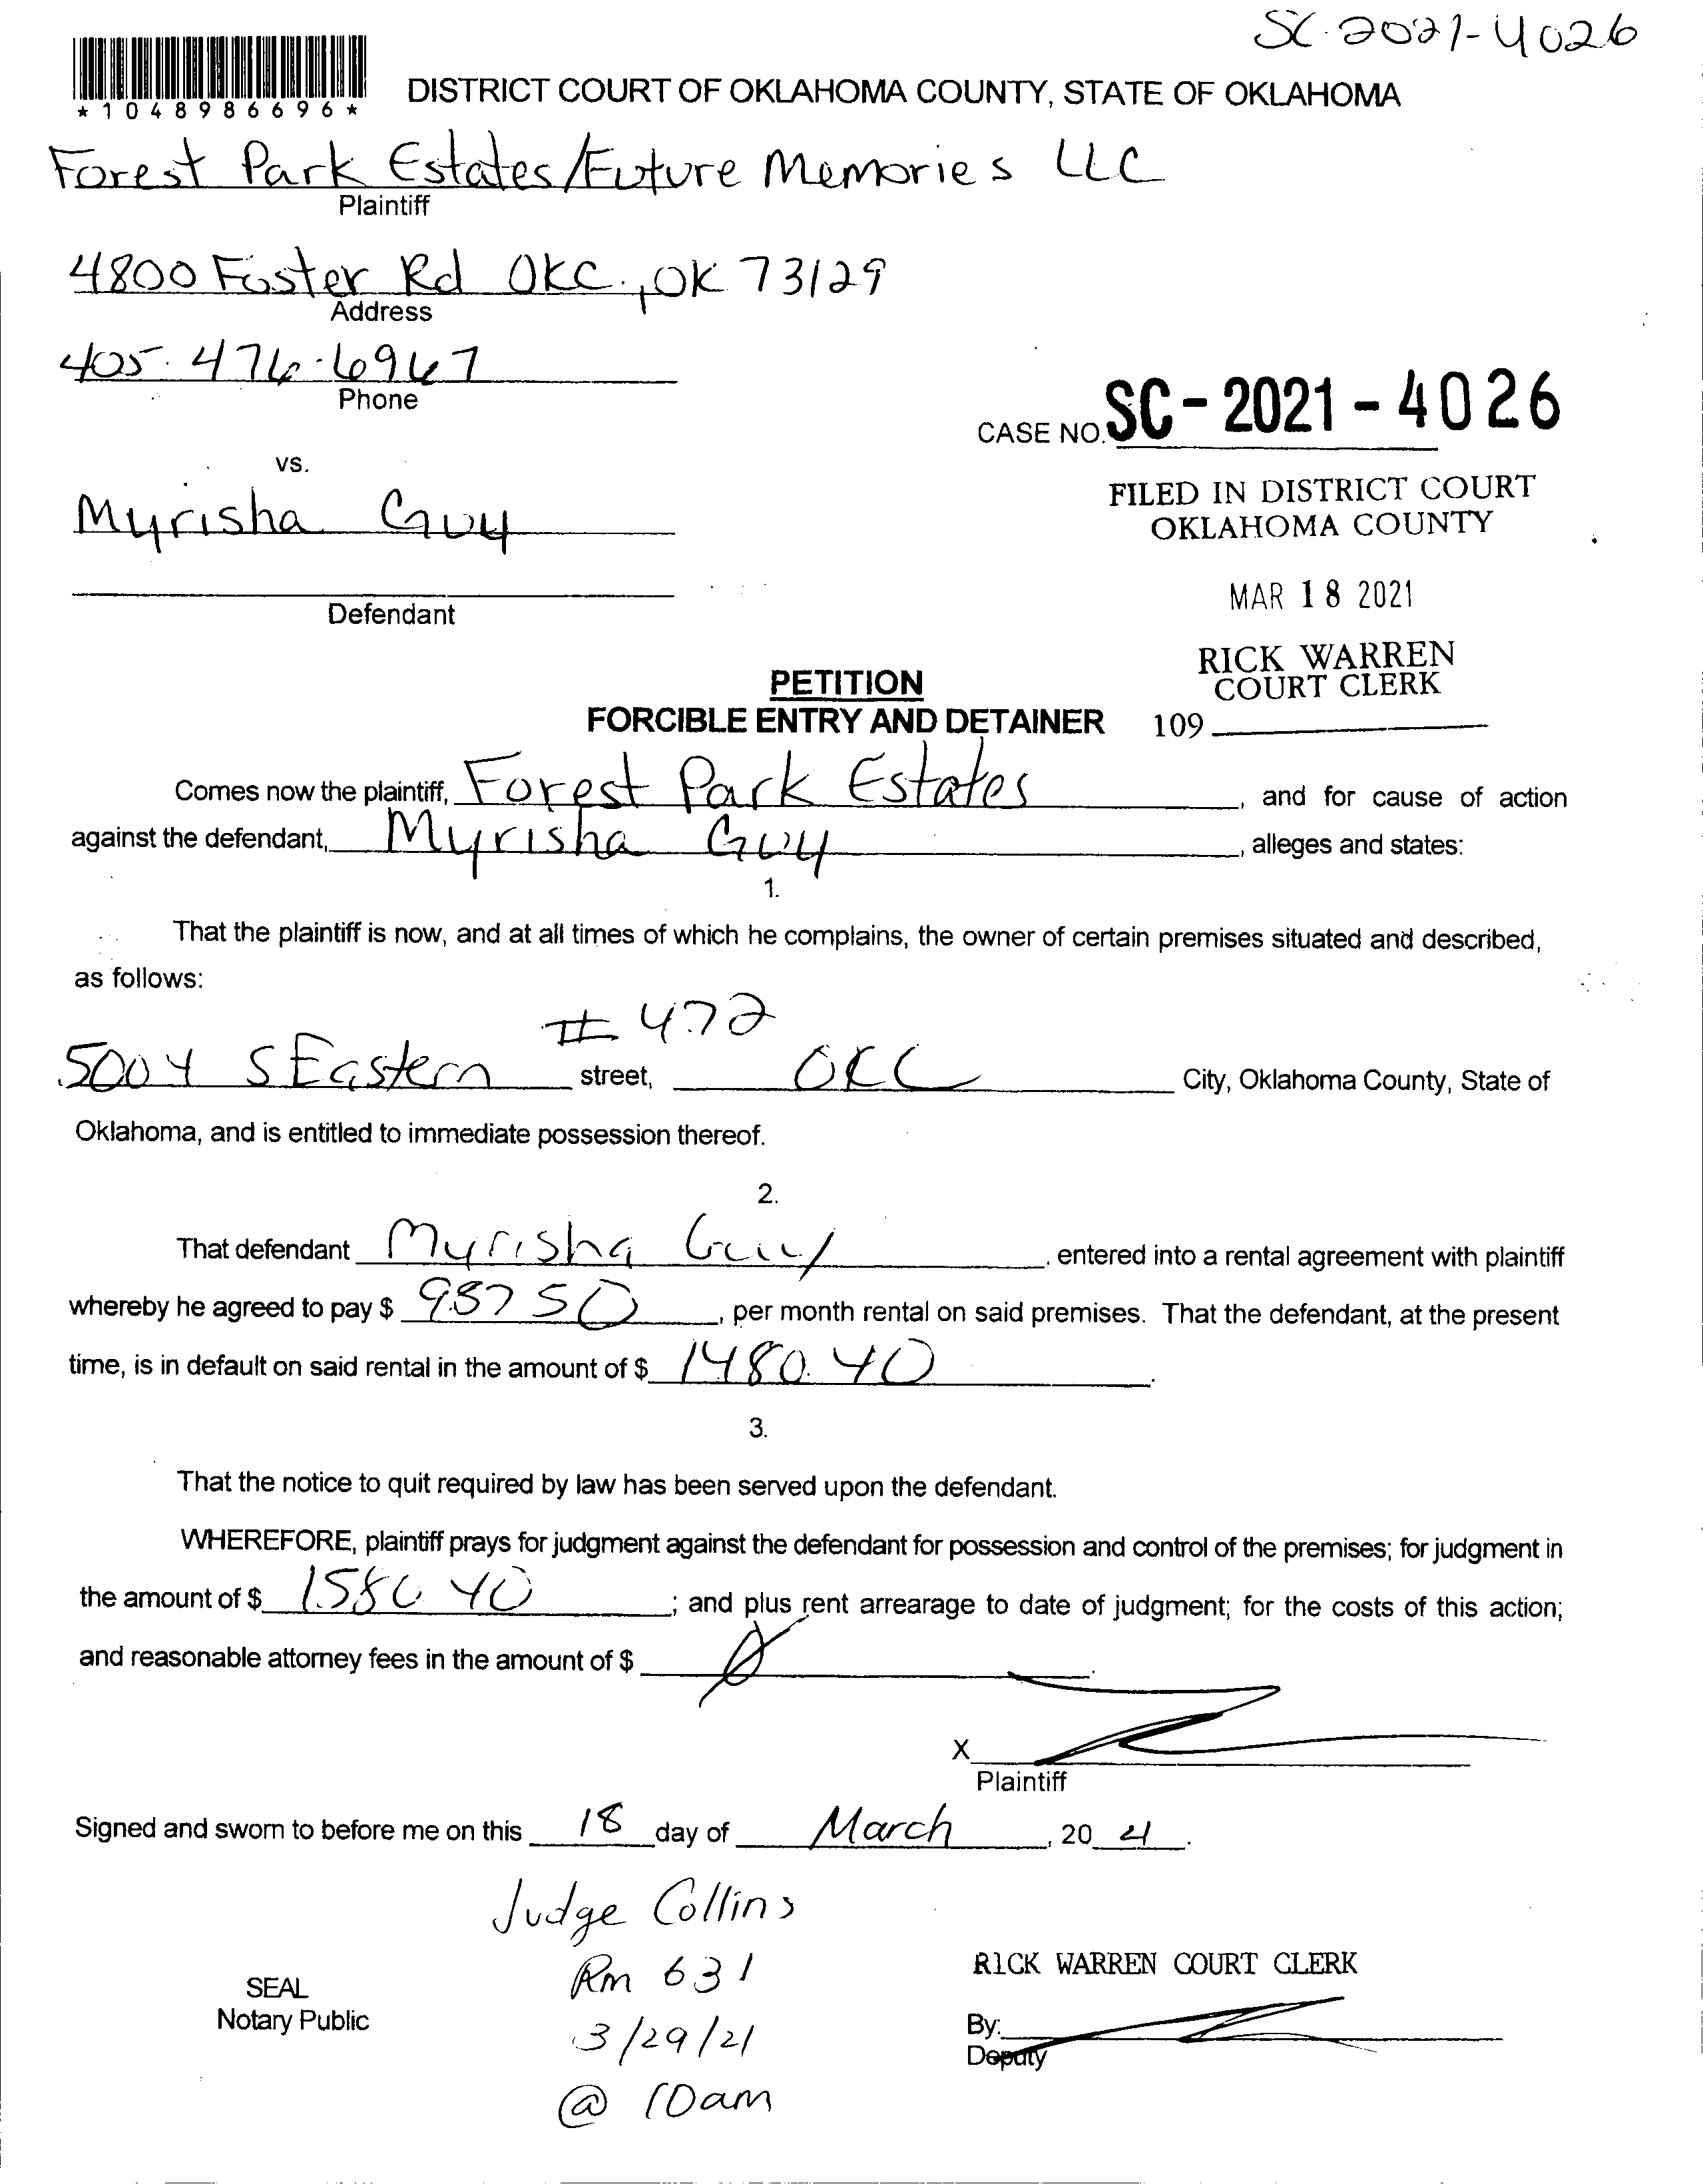 SC-2021-4026
*1048986696*
DISTRICT COURT OF OKLAHOMA COUNTY, STATE OF OKLAHOMA
Forest Park Estates/Future Memories LLC
Plaintiff
4800 Foster Rd OKC., OK 73129
Address
405-476-6967
Phone
CASE NO. SC-2021-4026
vs.
FILED IN DISTRICT COURT
OKLAHOMA COUNTY
Myrisha Guy
MAR 18 2021
Defendant
RICK WARREN
COURT CLERK
109
PETITION
FORCIBLE ENTRY AND DETAINER
Comes now the plaintiff, Forest Park Estates, and for cause of action
against the defendant, Myrisha Guy, alleges and states:
1.
That the plaintiff is now, and at all times of which he complains, the owner of certain premises situated and described,
as follows:
# 472
5004 S Eastern street, OKC City, Oklahoma County, State of
Oklahoma, and is entitled to immediate possession thereof.
2.
That defendant Myrisha Guy, entered into a rental agreement with plaintiff
whereby he agreed to pay $ 937 50, per month rental on said premises. That the defendant, at the present
time, is in default on said rental in the amount of $ 1480.40.
3.
That the notice to quit required by law has been served upon the defendant.
WHEREFORE, plaintiff prays for judgment against the defendant for possession and control of the premises; for judgment in
the amount of $ 1580 40; and plus rent arrearage to date of judgment; for the costs of this action;
and reasonable attorney fees in the amount of $ Ø.
X
Plaintiff
Signed and sworn to before me on this 18 day of March, 20 21.
Judge Collins
Rm 631
3/29/21
@ 10am
SEAL
Notary Public
RICK WARREN COURT CLERK
By:
Deputy